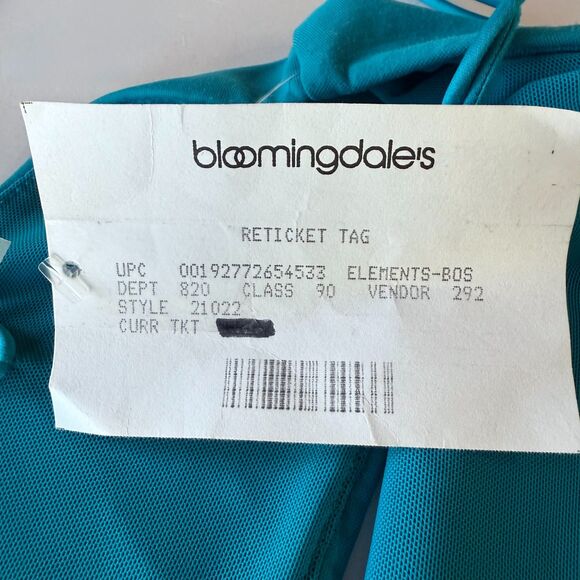 bloomingdale's
RETICKET TAG
UPC 00192772654533 ELEMENTS-BOS
DEPT 820 CLASS 90 VENDOR 292
STYLE 21022
CURR TKT